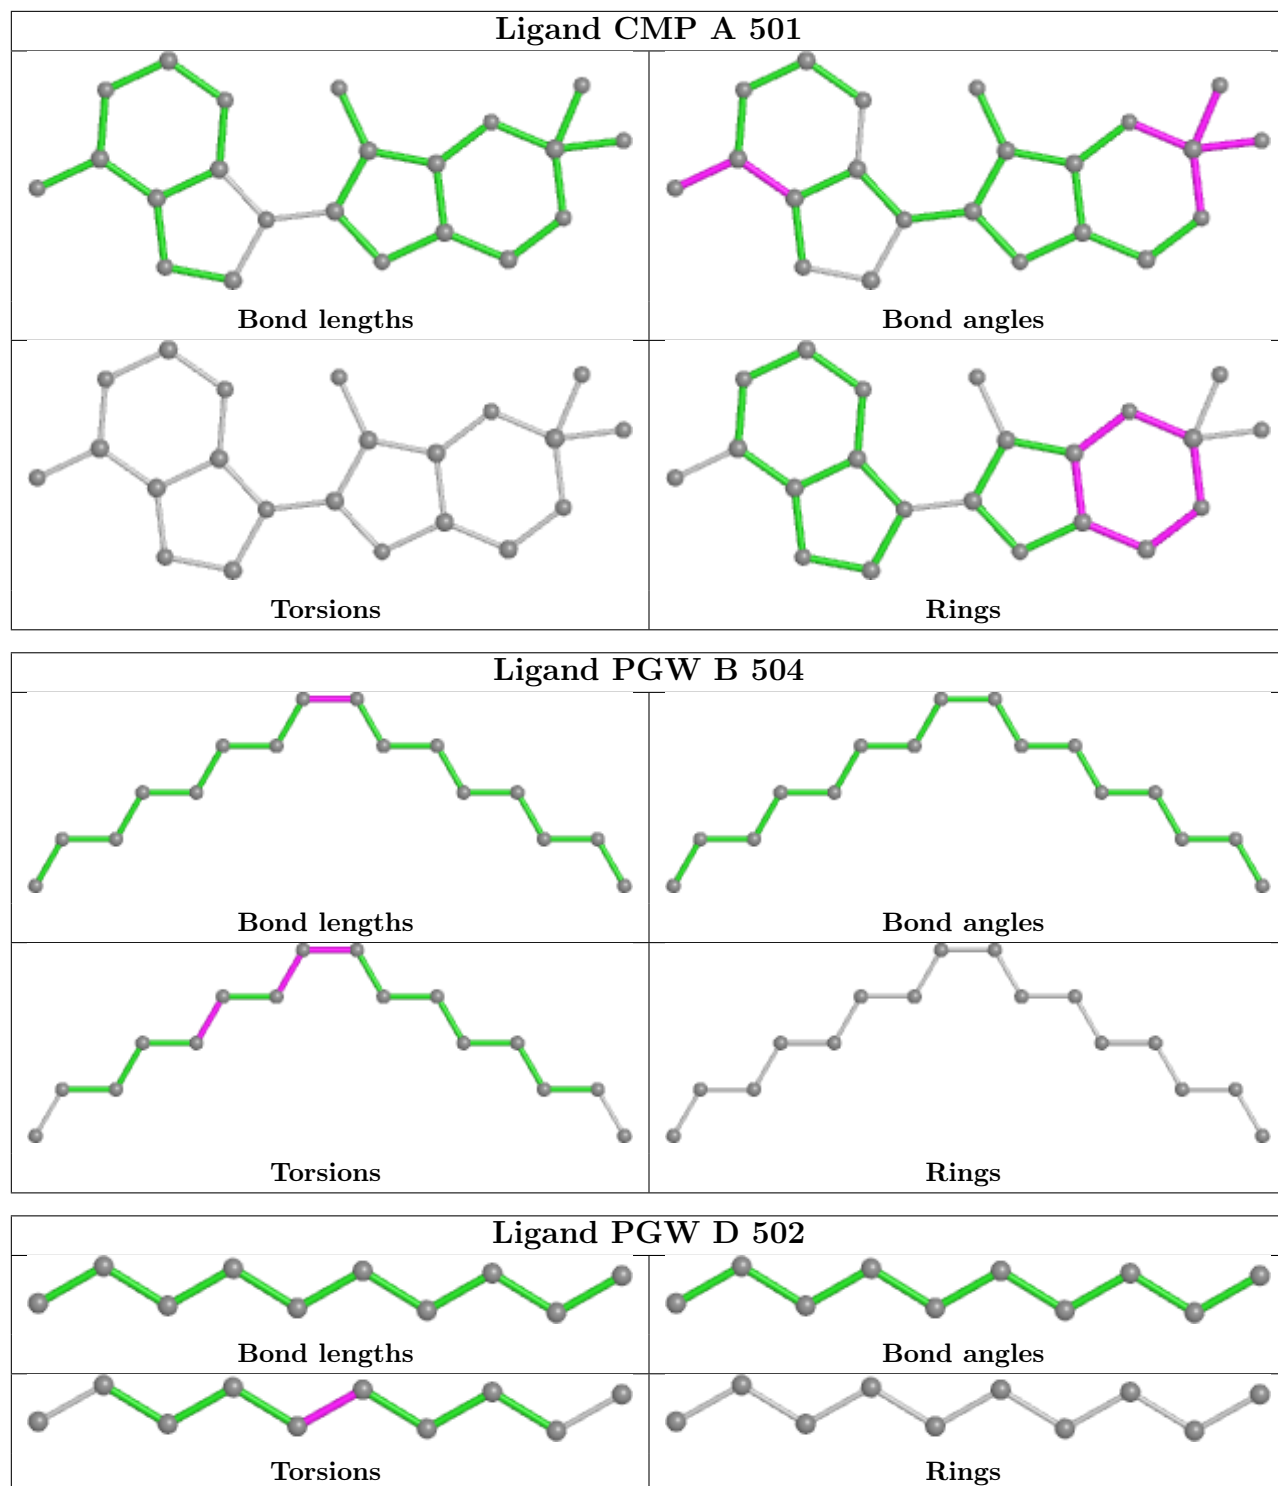 Ligand CMP A 501
Bond lengths
Bond angles
Torsions
Rings
Ligand PGW B 504
Bond lengths
Bond angles
Torsions
Rings
Ligand PGW D 502
Bond lengths
Bond angles
Torsions
Rings